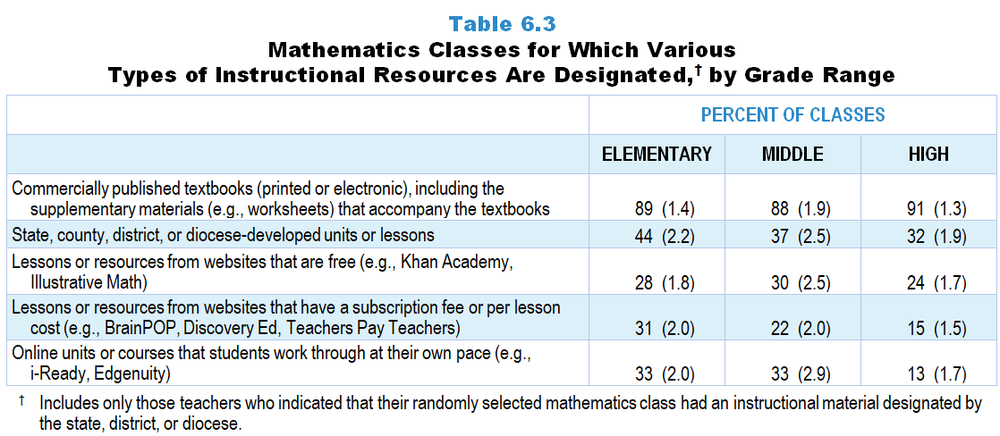 Table 6.3
Mathematics Classes for Which Various
Types of Instructional Resources Are Designated,† by Grade Range
PERCENT OF CLASSES
ELEMENTARY MIDDLE HIGH
Commercially published textbooks (printed or electronic), including the
supplementary materials (e.g., worksheets) that accompany the textbooks 89 (1.4) 88 (1.9) 91 (1.3)
State, county, district, or diocese-developed units or lessons 44 (2.2) 37 (2.5) 32 (1.9)
Lessons or resources from websites that are free (e.g., Khan Academy,
Illustrative Math) 28 (1.8) 30 (2.5) 24 (1.7)
Lessons or resources from websites that have a subscription fee or per lesson
cost (e.g., BrainPOP, Discovery Ed, Teachers Pay Teachers) 31 (2.0) 22 (2.0) 15 (1.5)
Online units or courses that students work through at their own pace (e.g.,
i-Ready, Edgenuity) 33 (2.0) 33 (2.9) 13 (1.7)
† Includes only those teachers who indicated that their randomly selected mathematics class had an instructional material designated by
the state, district, or diocese.